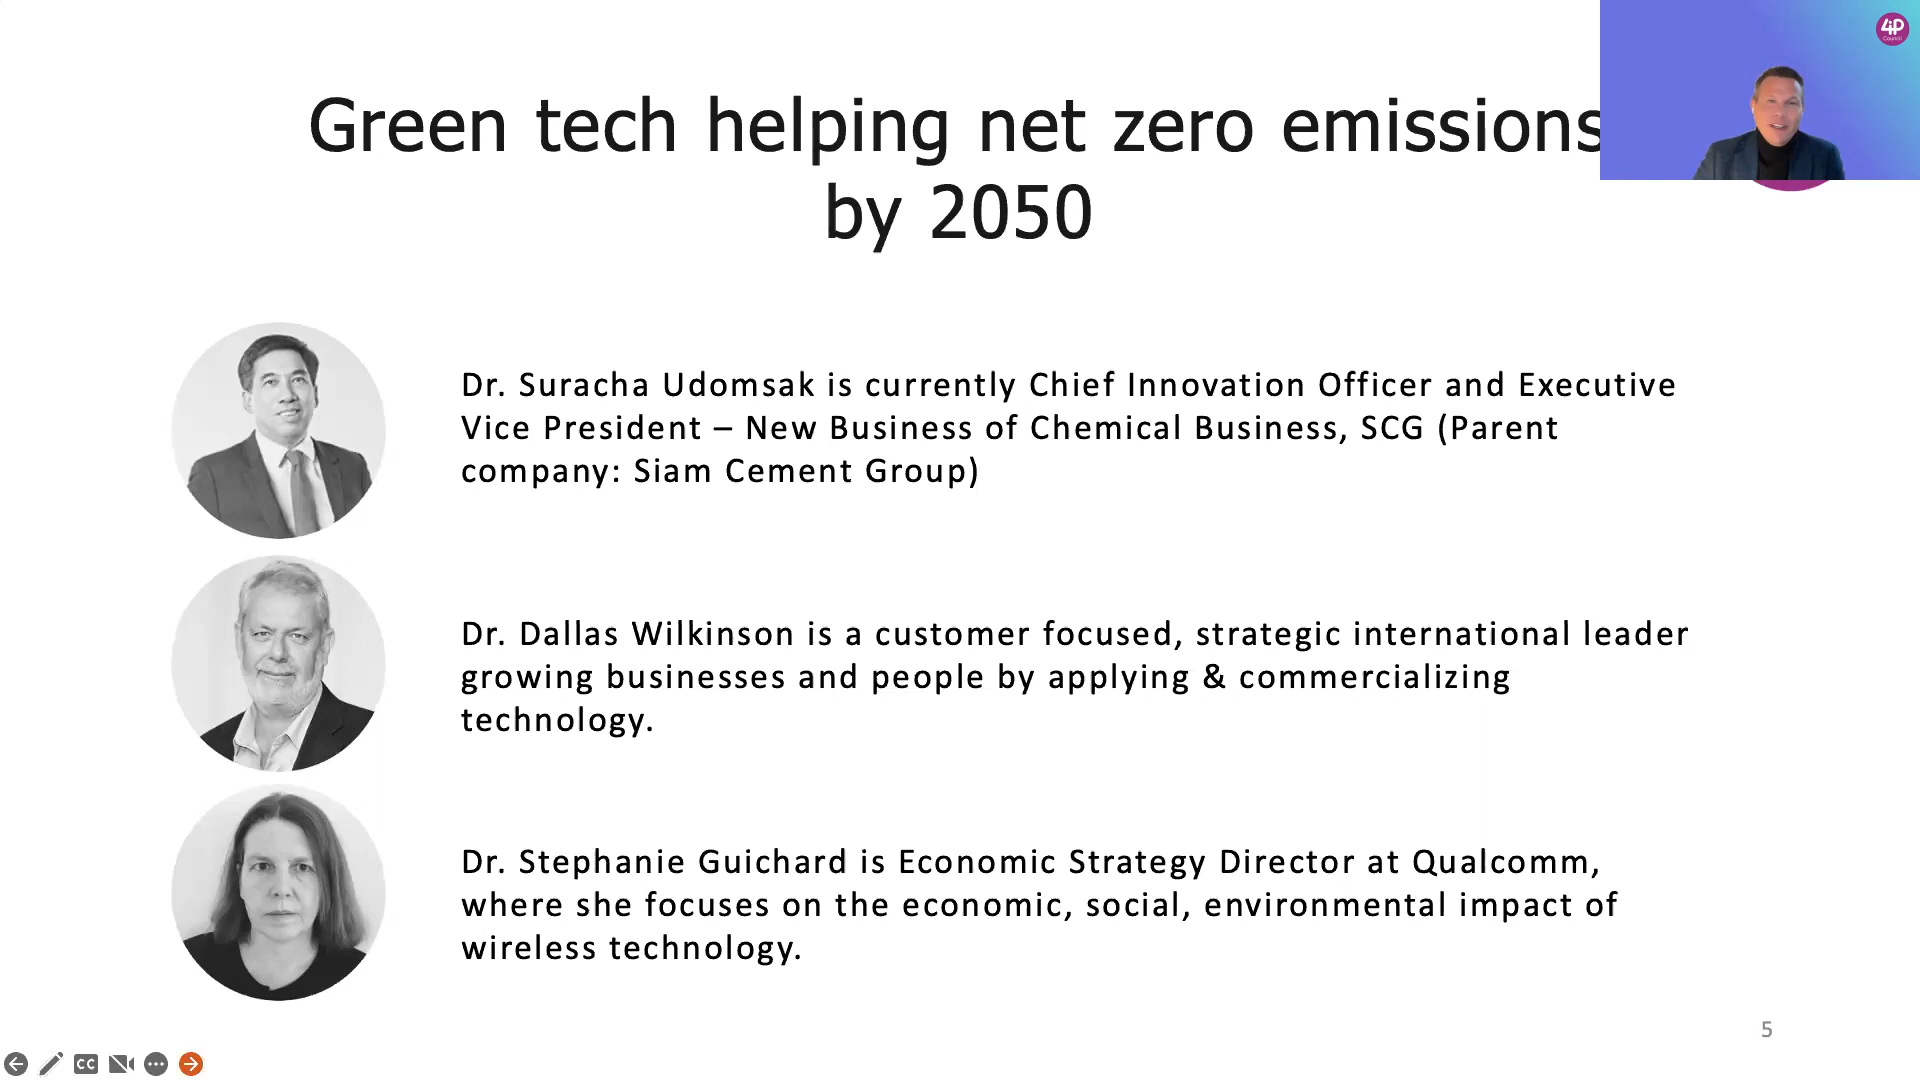 4iP
Council
Green tech helping net zero emissions
by 2050
Dr. Suracha Udomsak is currently Chief Innovation Officer and Executive
Vice President – New Business of Chemical Business, SCG (Parent
company: Siam Cement Group)
Dr. Dallas Wilkinson is a customer focused, strategic international leader
growing businesses and people by applying & commercializing
technology.
Dr. Stephanie Guichard is Economic Strategy Director at Qualcomm,
where she focuses on the economic, social, environmental impact of
wireless technology.
5
CC